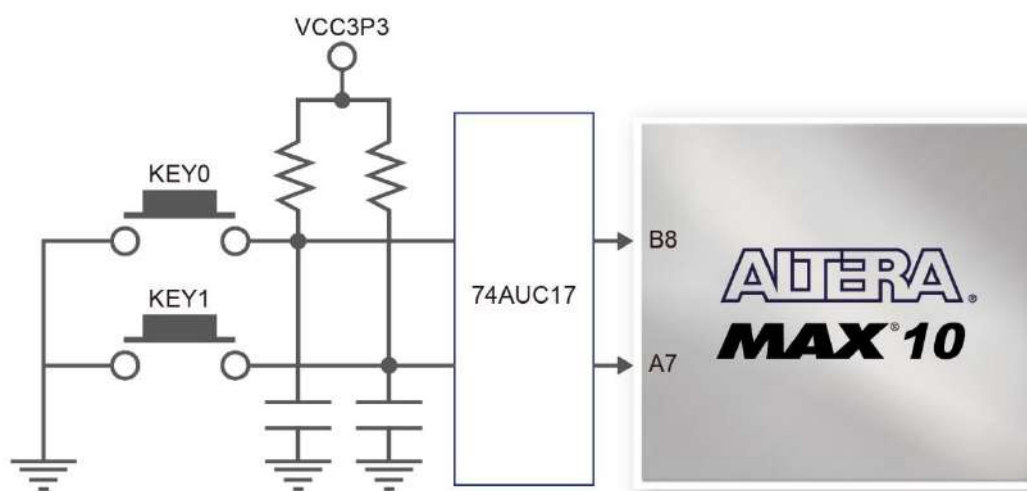 VCC3P3
KEY0
B8
KEY1
74AUC17
ALTERA®
MAX® 10
A7